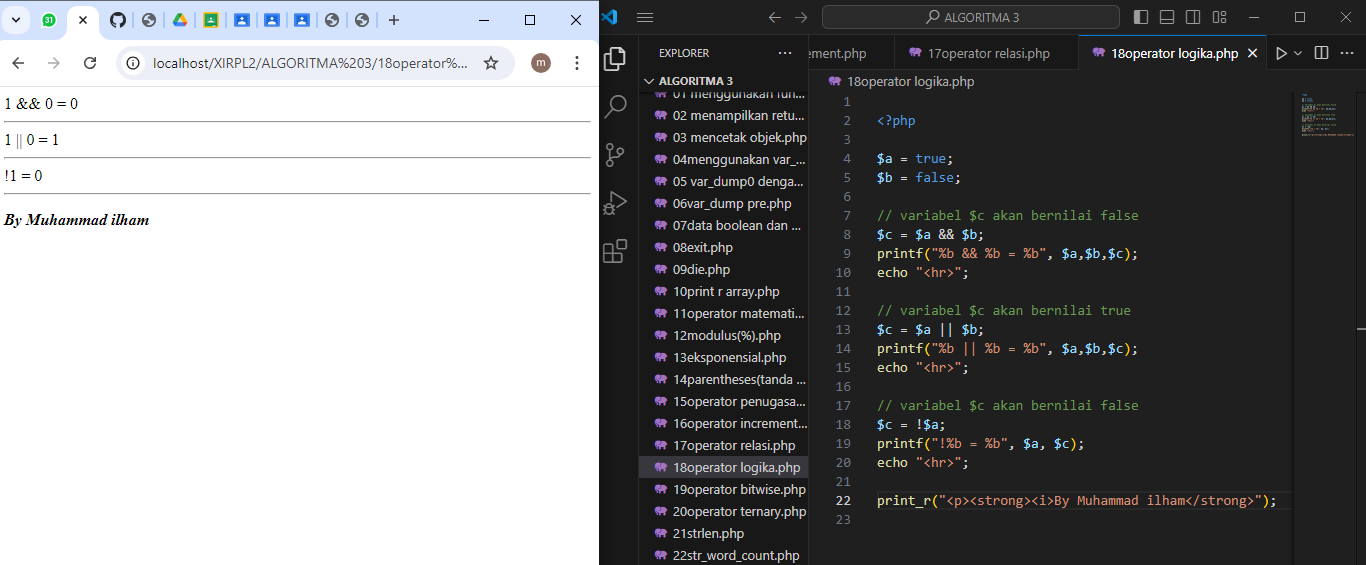 31
localhost/XIRPL2/ALGORITMA%203/18operator%...
m
1 && 0 = 0
1 || 0 = 1
!1 = 0
By Muhammad ilham
ALGORITMA 3
EXPLORER
ALGORITMA 3
01 menggunakan fun...
02 menampilkan retu...
03 mencetak objek.php
04menggunakan var_...
05 var_dump0 denga...
06var_dump pre.php
07data boolean dan ...
08exit.php
09die.php
10print r array.php
11operator matemati...
12modulus(%).php
13eksponensial.php
14parentheses(tanda ...
15operator penugasa...
16operator increment...
17operator relasi.php
18operator logika.php
19operator bitwise.php
20operator ternary.php
21strlen.php
22str_word_count.php
ement.php
17operator relasi.php
18operator logika.php
18operator logika.php
1
2 <?php
3
4 $a = true;
5 $b = false;
6
7 // variabel $c akan bernilai false
8 $c = $a && $b;
9 printf("%b && %b = %b", $a,$b,$c);
10 echo "<hr>";
11
12 // variabel $c akan bernilai true
13 $c = $a || $b;
14 printf("%b || %b = %b", $a,$b,$c);
15 echo "<hr>";
16
17 // variabel $c akan bernilai false
18 $c = !$a;
19 printf("!%b = %b", $a, $c);
20 echo "<hr>";
21
22 print_r("<p><strong><i>By Muhammad ilham</strong>");
23